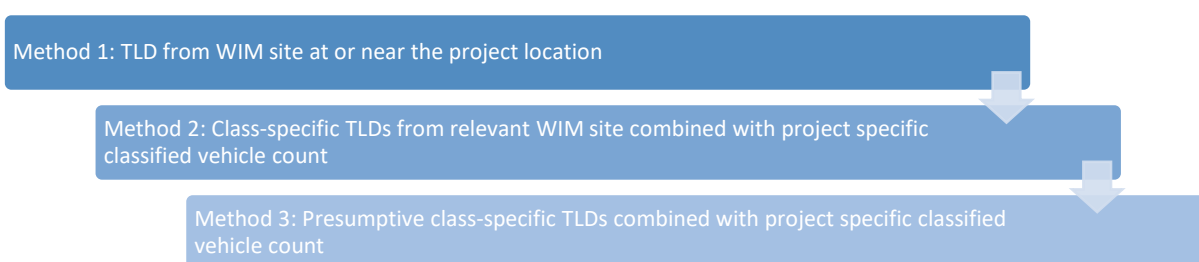 Method 1: TLD from WIM site at or near the project location
Method 2: Class-specific TLDs from relevant WIM site combined with project specific
classified vehicle count
Method 3: Presumptive class-specific TLDs combined with project specific classified
vehicle count